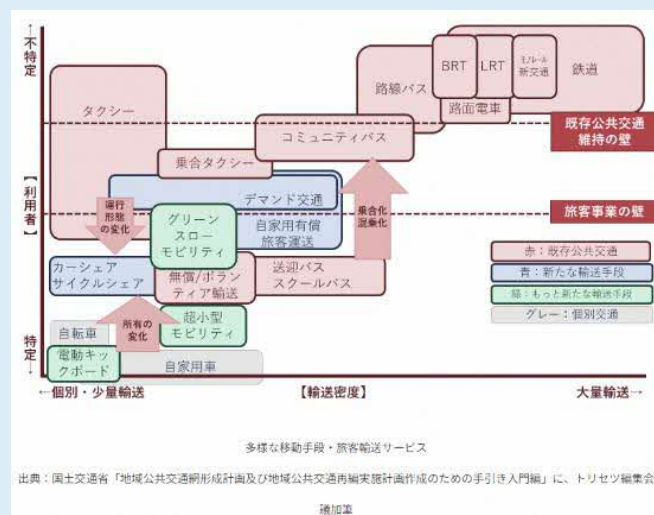 ←不特定
【利用者】
特定→
タクシー
乗合タクシー
コミュニティバス
路線バス
BRT
LRT
モノレール
新交通
鉄道
路面電車
既存公共交通
維持の壁
旅客事業の壁
デマンド交通
自家用有償
旅客運送
グリーン
スロー
モビリティ
運行
形態
の変化
乗合化
混乗化
カーシェア
サイクルシェア
無償/ボラン
ティア輸送
送迎バス
スクールバス
超小型
モビリティ
所有の
変化
自転車
電動キッ
クボード
自家用車
赤：既存公共交通
青：新たな輸送手段
緑：もっと新たな輸送手段
グレー：個別交通
←個別・少量輸送
【輸送密度】
大量輸送→
多様な移動手段・旅客輸送サービス
出典：国土交通省「地域公共交通網形成計画及び地域公共交通再編実施計画作成のための手引き入門編」に、トリセツ編集会
議加筆